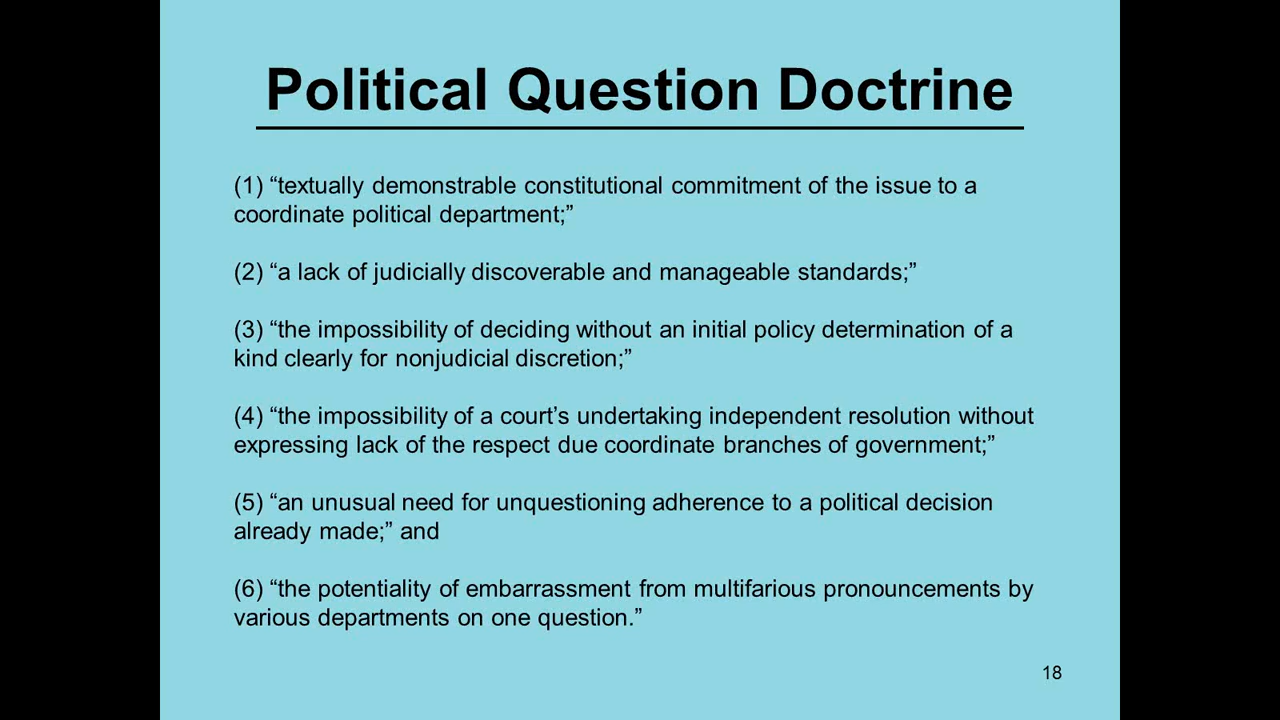 Political Question Doctrine
(1) “textually demonstrable constitutional commitment of the issue to a
coordinate political department;”
(2) “a lack of judicially discoverable and manageable standards;”
(3) “the impossibility of deciding without an initial policy determination of a
kind clearly for nonjudicial discretion;”
(4) “the impossibility of a court’s undertaking independent resolution without
expressing lack of the respect due coordinate branches of government;”
(5) “an unusual need for unquestioning adherence to a political decision
already made;” and
(6) “the potentiality of embarrassment from multifarious pronouncements by
various departments on one question.”
18